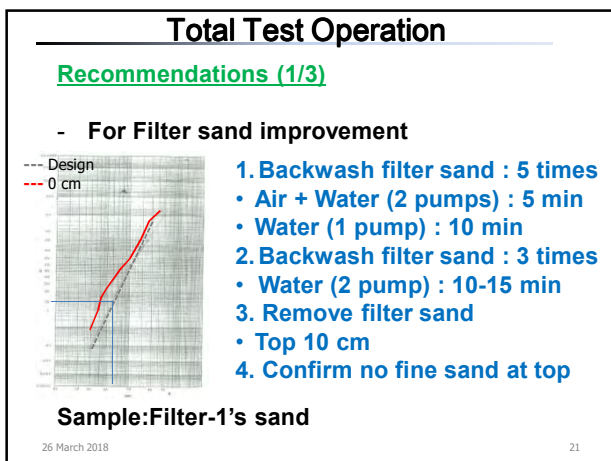 Total Test Operation
Recommendations (1/3)
- For Filter sand improvement
Design
0 cm
1. Backwash filter sand : 5 times
• Air + Water (2 pumps) : 5 min
• Water (1 pump) : 10 min
2. Backwash filter sand : 3 times
• Water (2 pump) : 10-15 min
3. Remove filter sand
• Top 10 cm
4. Confirm no fine sand at top
Sample:Filter-1's sand
26 March 2018
21